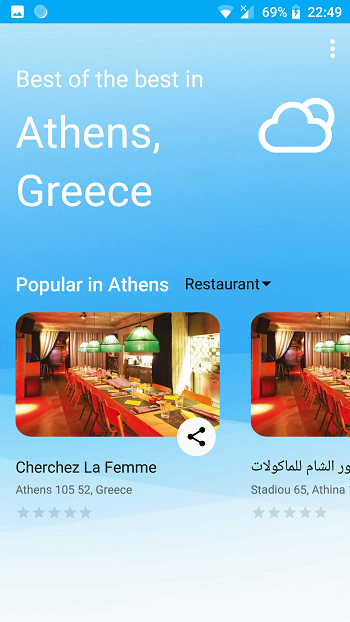 69% 22:49
Best of the best in
Athens,
Greece
Popular in Athens Restaurant
Cherchez La Femme
ور الشام للماكولات
Athens 105 52, Greece
Stadiou 65, Athina